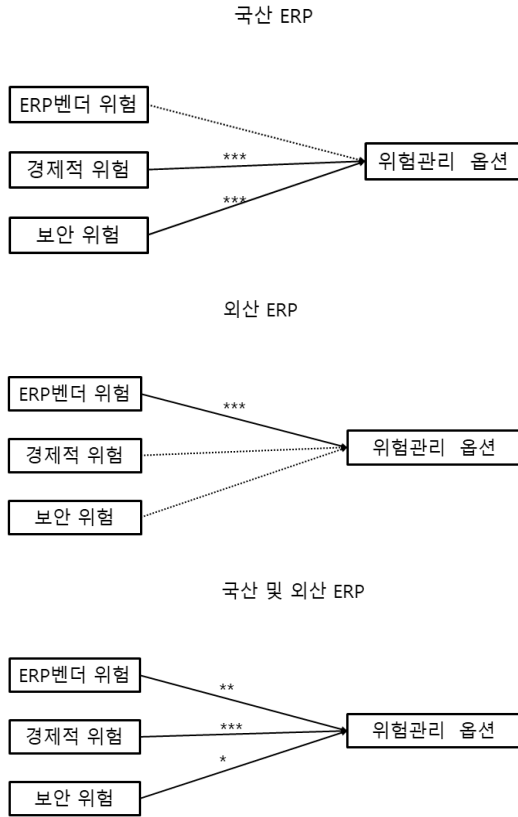 국산 ERP
ERP벤더 위험
경제적 위험
보안 위험
***
***
위험관리 옵션
외산 ERP
ERP벤더 위험
경제적 위험
보안 위험
***
위험관리 옵션
국산 및 외산 ERP
ERP벤더 위험
경제적 위험
보안 위험
**
***
*
위험관리 옵션